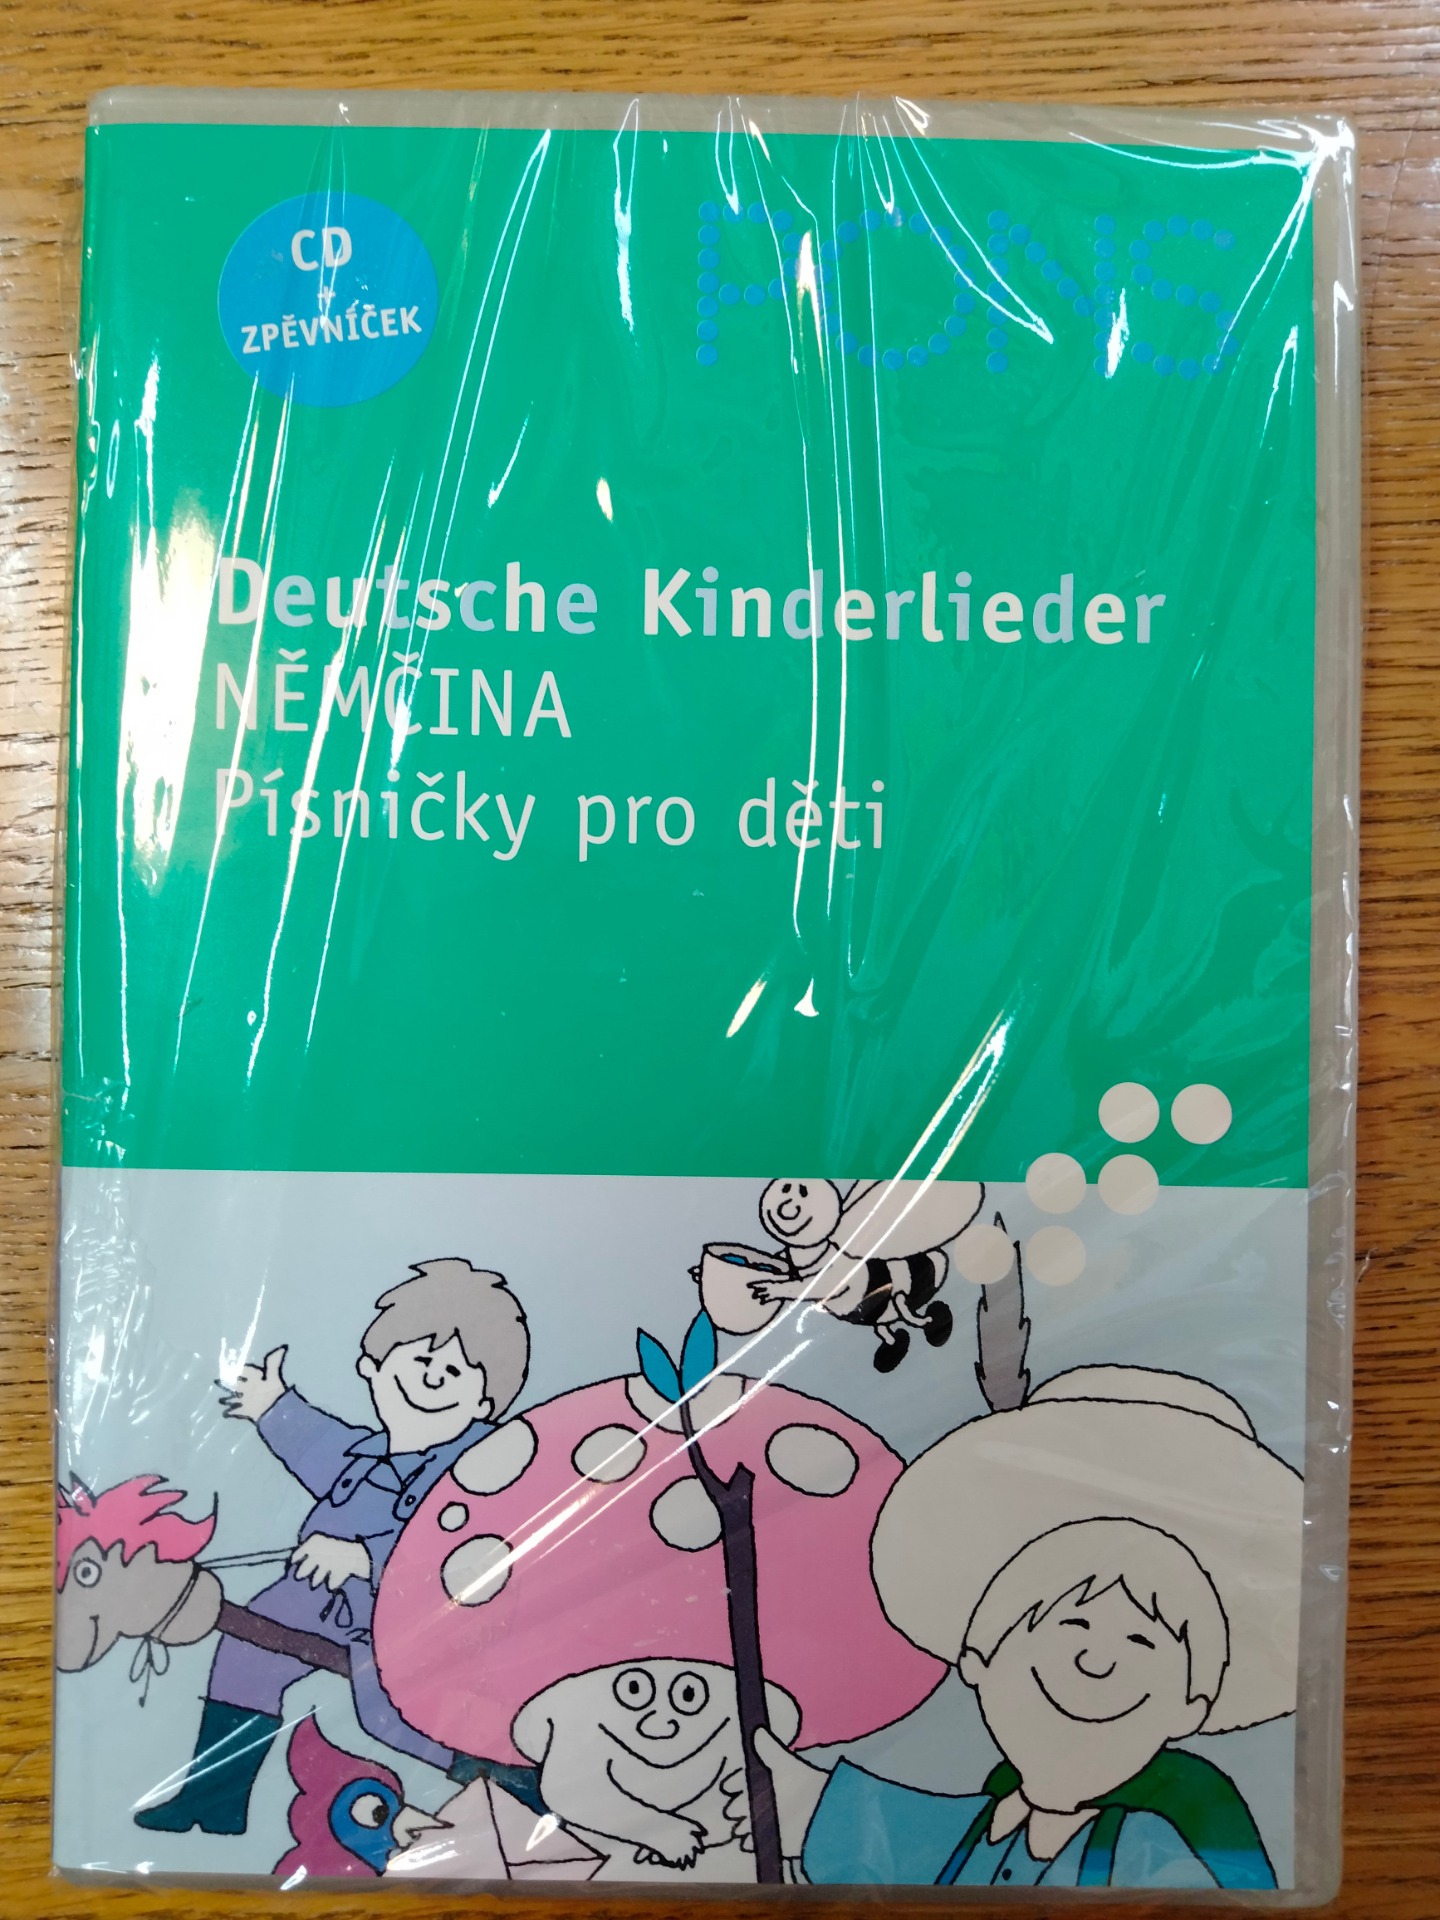 CD
+
ZPĚVNÍČEK
PONS
Deutsche Kinderlieder
NĚMČINA
Písničky pro děti